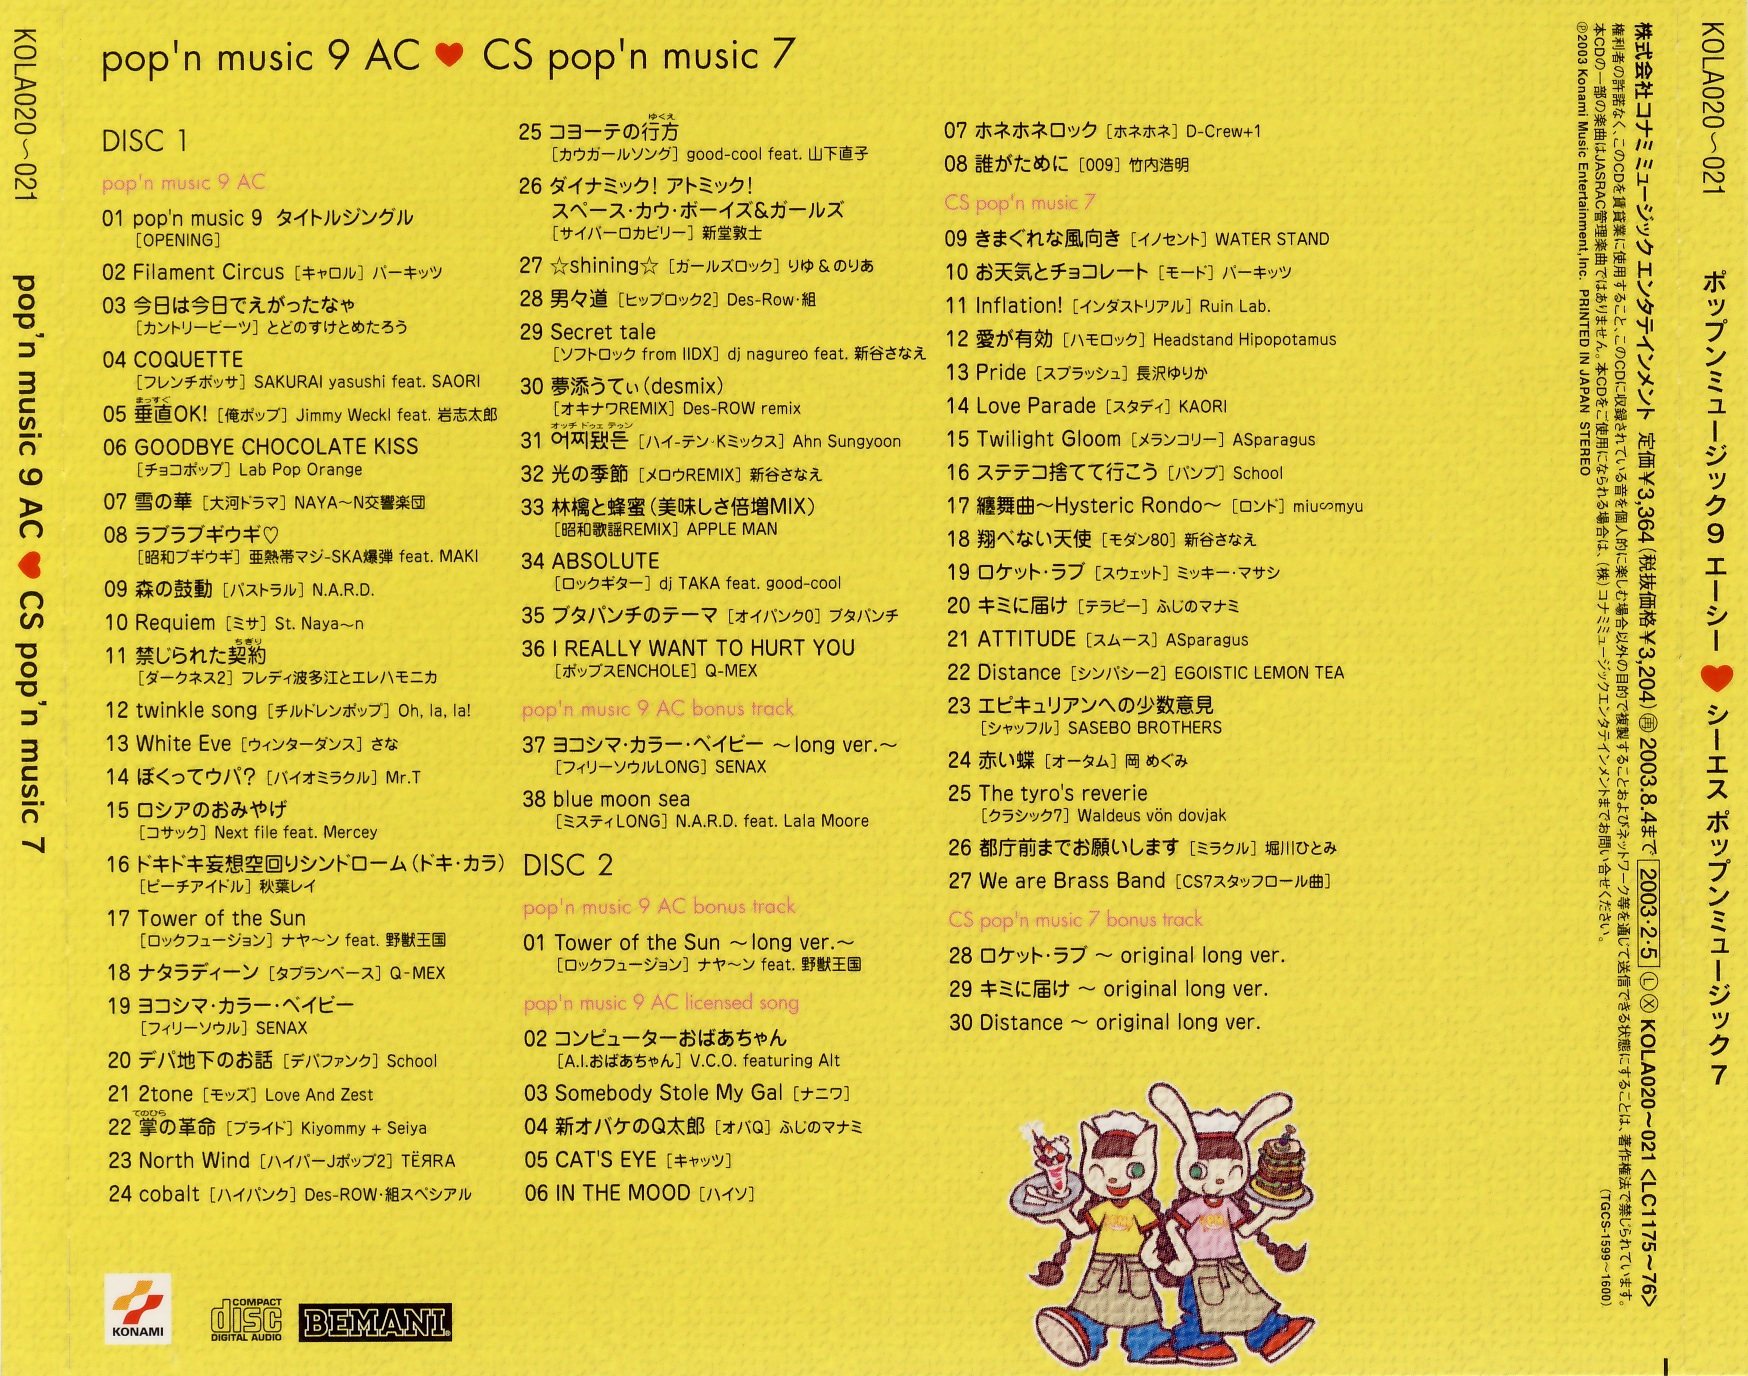 KOLA020～021
pop'n music 9 AC♥CS pop'n music 7
pop'n music 9 AC♥CS pop'n music 7
DISC 1
pop'n music 9 AC
01 pop'n music 9 タイトルジングル
［OPENING］
02 Filament Circus［キャロル］パーキッツ
03 今日は今日でえがったなゃ
［カントリービーツ］とどのすけとめたろう
04 COQUETTE
［フレンチボッサ］SAKURAI yasushi feat. SAORI
まっすぐ
05 垂直OK!［俺ポップ］Jimmy Weckl feat. 岩志太郎
06 GOODBYE CHOCOLATE KISS
［チョコポップ］Lab Pop Orange
07 雪の華［大河ドラマ］NAYA～N交響楽団
08 ラブラブギウギ♡
［昭和ブギウギ］亜熱帯マジ-SKA爆弾 feat. MAKI
09 森の鼓動［パストラル］N.A.R.D.
10 Requiem［ミサ］St. Naya～n
ちぎり
11 禁じられた契約
［ダークネス2］フレディ波多江とエレハモニカ
12 twinkle song［チルドレンポップ］Oh, la, la!
13 White Eve［ウィンターダンス］さな
14 ぼくってウパ？［バイオミラクル］Mr.T
15 ロシアのおみやげ
［コサック］Next file feat. Mercey
16 ドキドキ妄想空回りシンドローム（ドキ・カラ）
［ビーチアイドル］秋葉レイ
17 Tower of the Sun
［ロックフュージョン］ナヤ～ン feat. 野獣王国
18 ナタラディーン［タブランベース］Q-MEX
19 ヨコシマ・カラー・ベイビー
［フィリーソウル］SENAX
20 デパ地下のお話［デパファンク］School
21 2tone［モッズ］Love And Zest
てのひら
22 掌の革命［プライド］Kiyommy + Seiya
23 North Wind［ハイパーJポップ2］TЁЯRA
24 cobalt［ハイパンク］Des-ROW・組スペシアル
ゆくえ
25 コヨーテの行方
［カウガールソング］good-cool feat. 山下直子
26 ダイナミック！アトミック！
スペース・カウ・ボーイズ&ガールズ
［サイバーロカビリー］新堂敦士
27 ☆shining☆［ガールズロック］りゆ&のりあ
28 男々道［ヒップロック2］Des-Row・組
29 Secret tale
［ソフトロック from IIDX］dj nagureo feat. 新谷さなえ
30 夢添うてぃ（desmix）
［オキナワREMIX］Des-ROW remix
オッチ ドゥェ テゥン
31 어찌됐든［ハイ-テン・Kミックス］Ahn Sungyoon
32 光の季節［メロウREMIX］新谷さなえ
33 林檎と蜂蜜（美味しさ倍増MIX）
［昭和歌謡REMIX］APPLE MAN
34 ABSOLUTE
［ロックギター］dj TAKA feat. good-cool
35 ブタパンチのテーマ［オイパンク0］ブタパンチ
36 I REALLY WANT TO HURT YOU
［ポップスENCHOLE］Q-MEX
pop'n music 9 AC bonus track
37 ヨコシマ・カラー・ベイビー ～long ver.～
［フィリーソウルLONG］SENAX
38 blue moon sea
［ミスティLONG］N.A.R.D. feat. Lala Moore
DISC 2
pop'n music 9 AC bonus track
01 Tower of the Sun ～long ver.～
［ロックフュージョン］ナヤ～ン feat. 野獣王国
pop'n music 9 AC licensed song
02 コンピューターおばあちゃん
［A.I.おばあちゃん］V.C.O. featuring Alt
03 Somebody Stole My Gal［ナニワ］
04 新オバケのQ太郎［オバQ］ふじのマナミ
05 CAT'S EYE［キャッツ］
06 IN THE MOOD［ハイソ］
07 ホネホネロック［ホネホネ］D-Crew+1
08 誰がために［009］竹内浩明
CS pop'n music 7
09 きまぐれな風向き［イノセント］WATER STAND
10 お天気とチョコレート［モード］パーキッツ
11 Inflation!［インダストリアル］Ruin Lab.
12 愛が有効［ハモロック］Headstand Hipopotamus
13 Pride［スプラッシュ］長沢ゆりか
14 Love Parade［スタディ］KAORI
15 Twilight Gloom［メランコリー］ASparagus
16 ステテコ捨てて行こう［バンプ］School
17 纏舞曲～Hysteric Rondo～［ロンド］miu∽myu
18 翔べない天使［モダン80］新谷さなえ
19 ロケット・ラブ［スウェット］ミッキー・マサシ
20 キミに届け［テラピー］ふじのマナミ
21 ATTITUDE［スムース］ASparagus
22 Distance［シンパシー2］EGOISTIC LEMON TEA
23 エピキュリアンへの少数意見
［シャッフル］SASEBO BROTHERS
24 赤い蝶［オータム］岡 めぐみ
25 The tyro's reverie
［クラシック7］Waldeus vön dovjak
26 都庁前までお願いします［ミラクル］堀川ひとみ
27 We are Brass Band［CS7スタッフロール曲］
CS pop'n music 7 bonus track
28 ロケット・ラブ ～ original long ver.
29 キミに届け ～ original long ver.
30 Distance ～ original long ver.
KONAMI
COMPACT
disc
DIGITAL AUDIO
BEMANI
株式会社コナミミュージックエンタテインメント 定価￥3,364（税抜価格￥3,204）再2003.8.4まで 2003・2・5 Ⓛ Ⓧ KOLA020～021〈LC1175～76〉
権利者の許諾なく、このCDを賃貸業に使用すること、このCDに収録されている音を個人的に楽しむ場合以外の目的で複製することおよびネットワーク等を通じて送信できる状態にすることは、著作権法で禁じられています。
本CDの一部の楽曲はJASRAC管理楽曲ではありません。本CDをご使用になられる場合は、（株）コナミミュージックエンタテインメントまでお問い合せください。 （TGCS-1599～1600）
Ⓟ2003 Konami Music Entertainment, Inc. PRINTED IN JAPAN STEREO
KOLA020～021
ポップンミュージック9 エーシー♥シーエス ポップンミュージック7